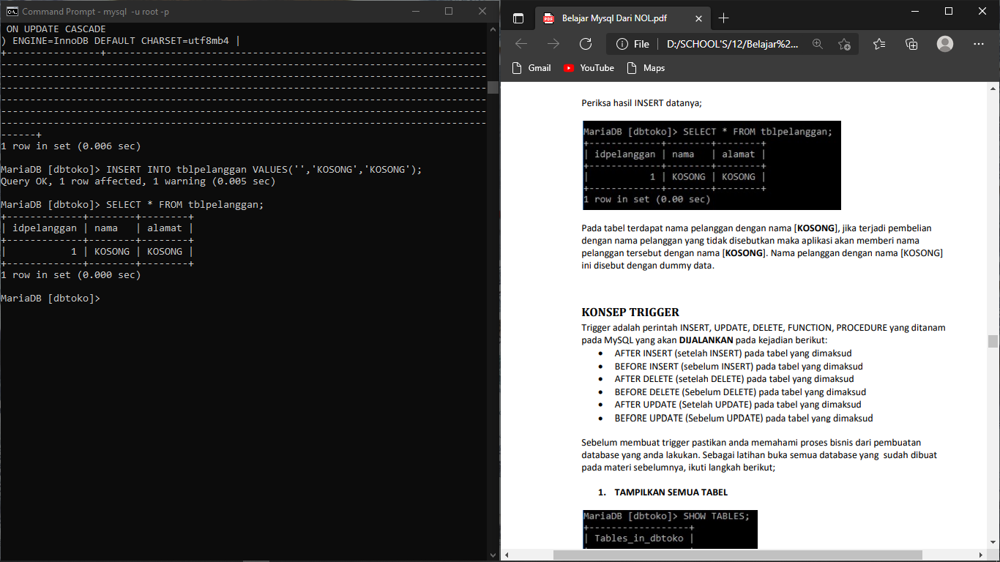 Command Prompt - mysql -u root -p
ON UPDATE CASCADE
) ENGINE=InnoDB DEFAULT CHARSET=utf8mb4 |
+----------------+-----------------------------------------------------------------
-----------------------------------------------------------------------------------
-----------------------------------------------------------------------------------
-----------------------------------------------------------------------------------
-----------------------------------------------------------------------------------
-----------------------------------------------------------------------------------
-----------------------------------------------------------------------------------
------+
1 row in set (0.006 sec)
MariaDB [dbtoko]> INSERT INTO tblpelanggan VALUES('','KOSONG','KOSONG');
Query OK, 1 row affected, 1 warning (0.005 sec)
MariaDB [dbtoko]> SELECT * FROM tblpelanggan;
+-------------+--------+--------+
| idpelanggan | nama   | alamat |
+-------------+--------+--------+
|           1 | KOSONG | KOSONG |
+-------------+--------+--------+
1 row in set (0.000 sec)
MariaDB [dbtoko]>
PDF Belajar Mysql Dari NOL.pdf
File | D:/SCHOOL'S/12/Belajar%2...
Gmail YouTube Maps
Periksa hasil INSERT datanya;
MariaDB [dbtoko]> SELECT * FROM tblpelanggan;
+-------------+--------+--------+
| idpelanggan | nama   | alamat |
+-------------+--------+--------+
|           1 | KOSONG | KOSONG |
+-------------+--------+--------+
1 row in set (0.00 sec)
Pada tabel terdapat nama pelanggan dengan nama [KOSONG], jika terjadi pembelian
dengan nama pelanggan yang tidak disebutkan maka aplikasi akan memberi nama
pelanggan tersebut dengan nama [KOSONG]. Nama pelanggan dengan nama [KOSONG]
ini disebut dengan dummy data.
KONSEP TRIGGER
Trigger adalah perintah INSERT, UPDATE, DELETE, FUNCTION, PROCEDURE yang ditanam
pada MySQL yang akan DIJALANKAN pada kejadian berikut:
• AFTER INSERT (setelah INSERT) pada tabel yang dimaksud
• BEFORE INSERT (sebelum INSERT) pada tabel yang dimaksud
• AFTER DELETE (setelah DELETE) pada tabel yang dimaksud
• BEFORE DELETE (Sebelum DELETE) pada tabel yang dimaksud
• AFTER UPDATE (Setelah UPDATE) pada tabel yang dimaksud
• BEFORE UPDATE (Sebelum UPDATE) pada tabel yang dimaksud
Sebelum membuat trigger pastikan anda memahami proses bisnis dari pembuatan
database yang anda lakukan. Sebagai latihan buka semua database yang sudah dibuat
pada materi sebelumnya, ikuti langkah berikut;
1. TAMPILKAN SEMUA TABEL
MariaDB [dbtoko]> SHOW TABLES;
+------------------+
| Tables_in_dbtoko |